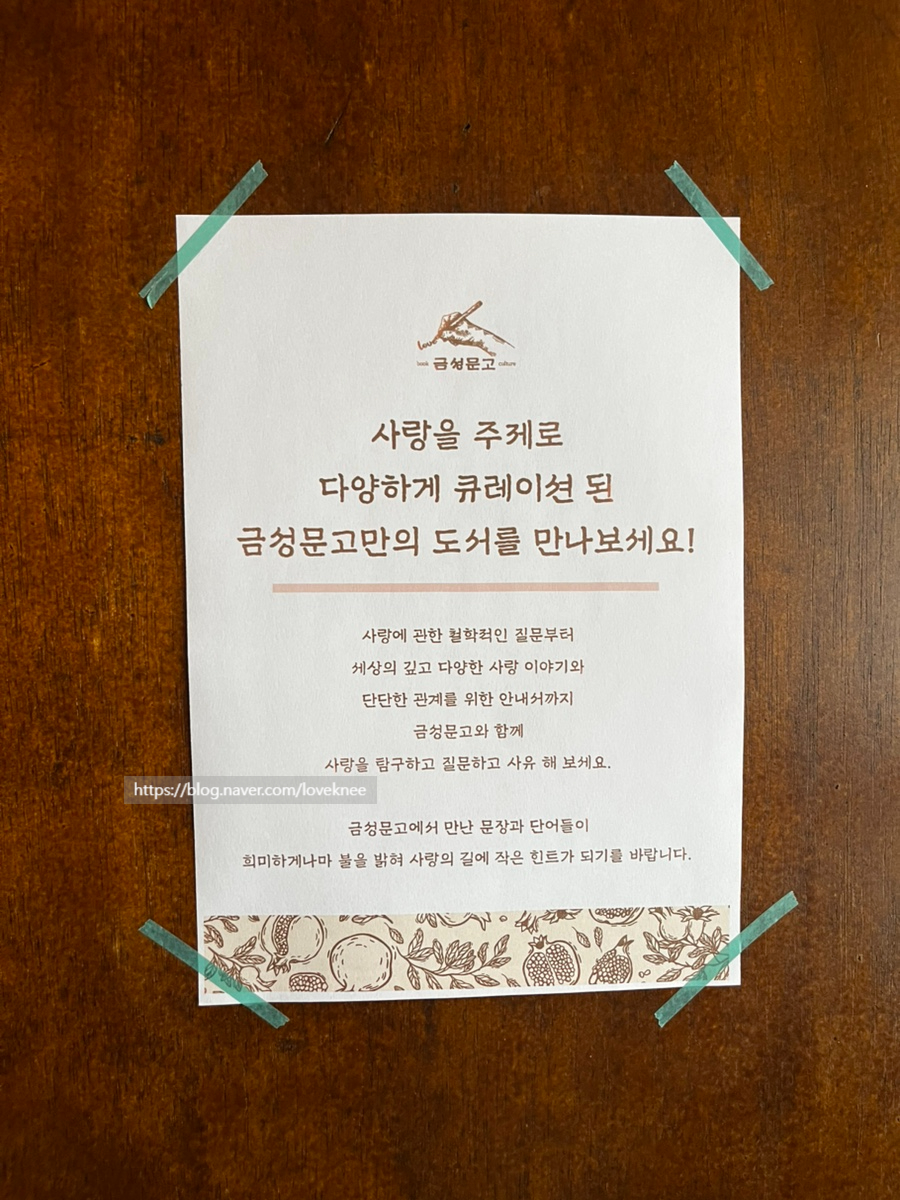 love
book 금성문고 culture
사랑을 주제로
다양하게 큐레이션 된
금성문고만의 도서를 만나보세요!
사랑에 관한 철학적인 질문부터
세상의 깊고 다양한 사랑 이야기와
단단한 관계를 위한 안내서까지
금성문고와 함께
사랑을 탐구하고 질문하고 사유 해 보세요.
https://blog.naver.com/loveknee
금성문고에서 만난 문장과 단어들이
희미하게나마 불을 밝혀 사랑의 길에 작은 힌트가 되기를 바랍니다.